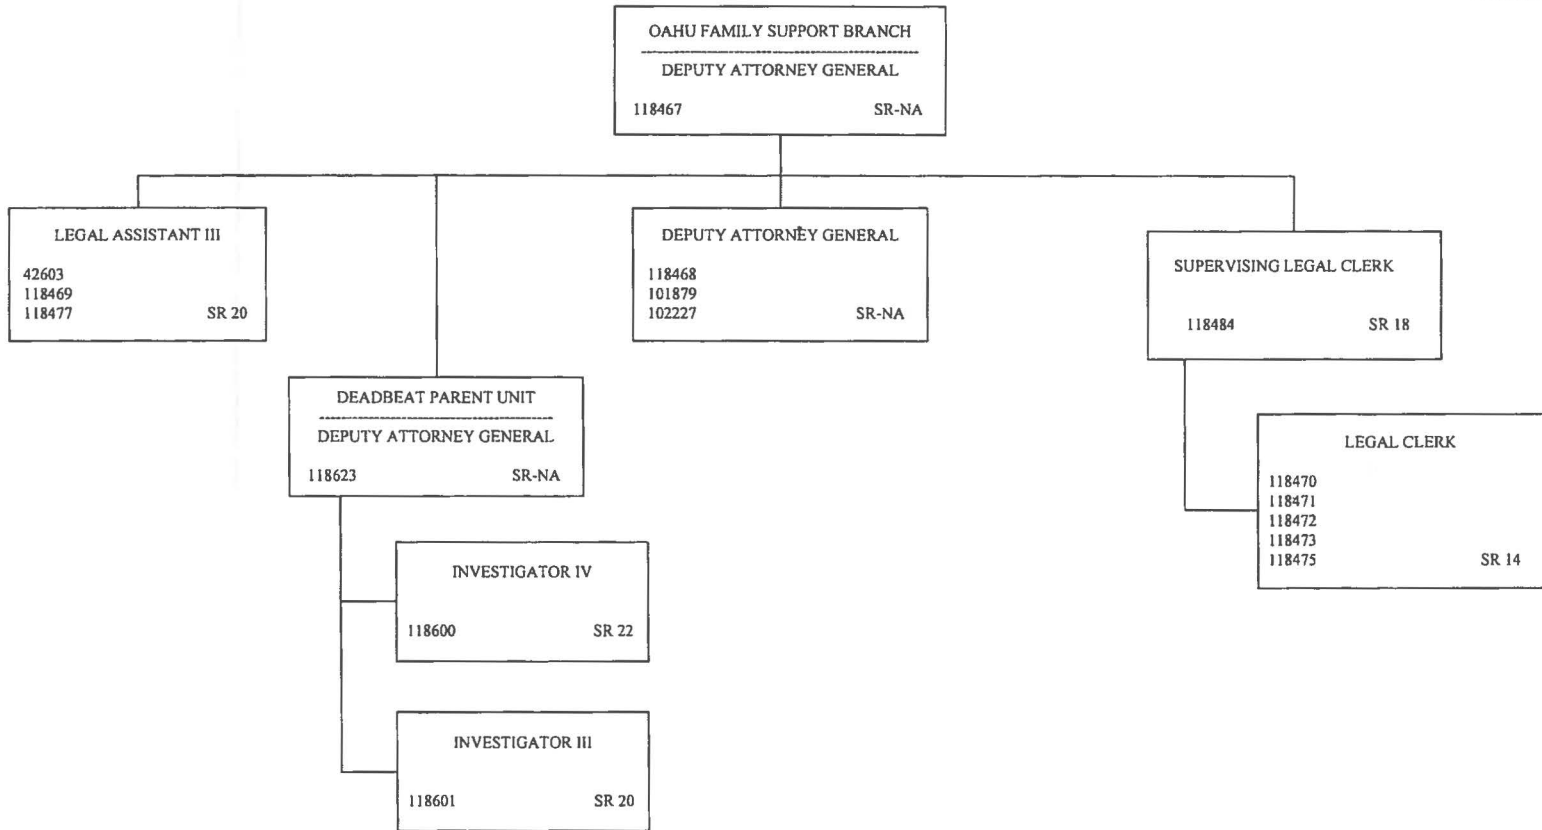 OAHU FAMILY SUPPORT BRANCH
DEPUTY ATTORNEY GENERAL
118467 SR-NA
LEGAL ASSISTANT III
42603
118469
118477 SR 20
DEPUTY ATTORNEY GENERAL
118468
101879
102227 SR-NA
SUPERVISING LEGAL CLERK
118484 SR 18
DEADBEAT PARENT UNIT
DEPUTY ATTORNEY GENERAL
118623 SR-NA
LEGAL CLERK
118470
118471
118472
118473
118475 SR 14
INVESTIGATOR IV
118600 SR 22
INVESTIGATOR III
118601 SR 20